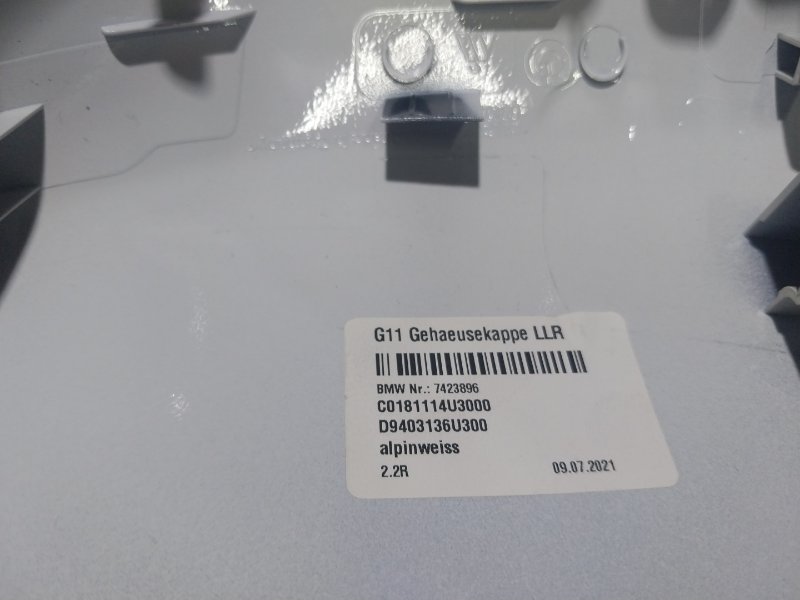 G11 Gehaeusekappe LLR
BMW Nr.: 7423896
C0181114U3000
D9403136U300
alpinweiss
2.2R 09.07.2021